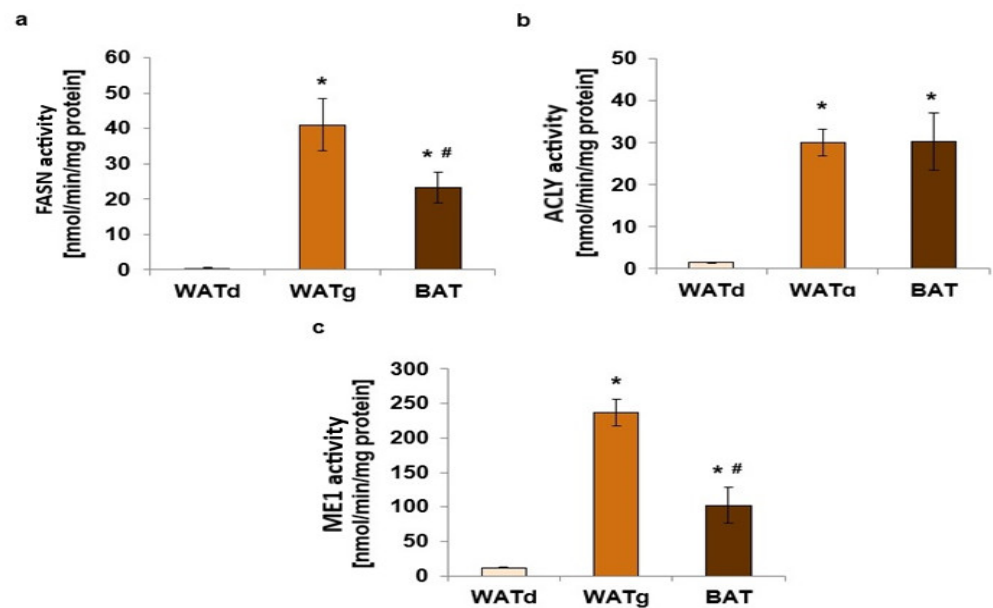 a
FASN activity
[nmol/min/mg protein]
60
50
40
30
20
10
0
*
* #
WATd WATg BAT
b
ACLY activity
[nmol/min/mg protein]
50
40
30
20
10
0
*
*
WATd WATɑ BAT
c
ME1 activity
[nmol/min/mg protein]
300
250
200
150
100
50
0
*
* #
WATd WATg BAT